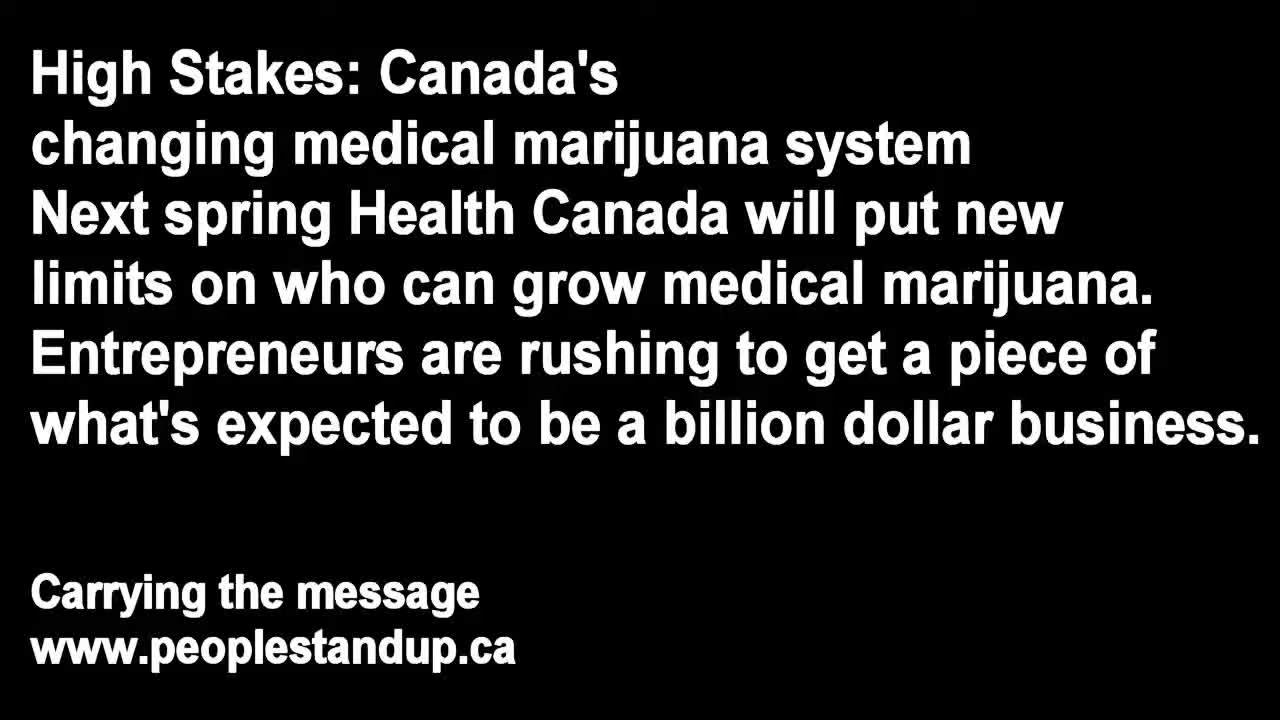 High Stakes: Canada's
changing medical marijuana system
Next spring Health Canada will put new
limits on who can grow medical marijuana.
Entrepreneurs are rushing to get a piece of
what's expected to be a billion dollar business.
Carrying the message
www.peoplestandup.ca